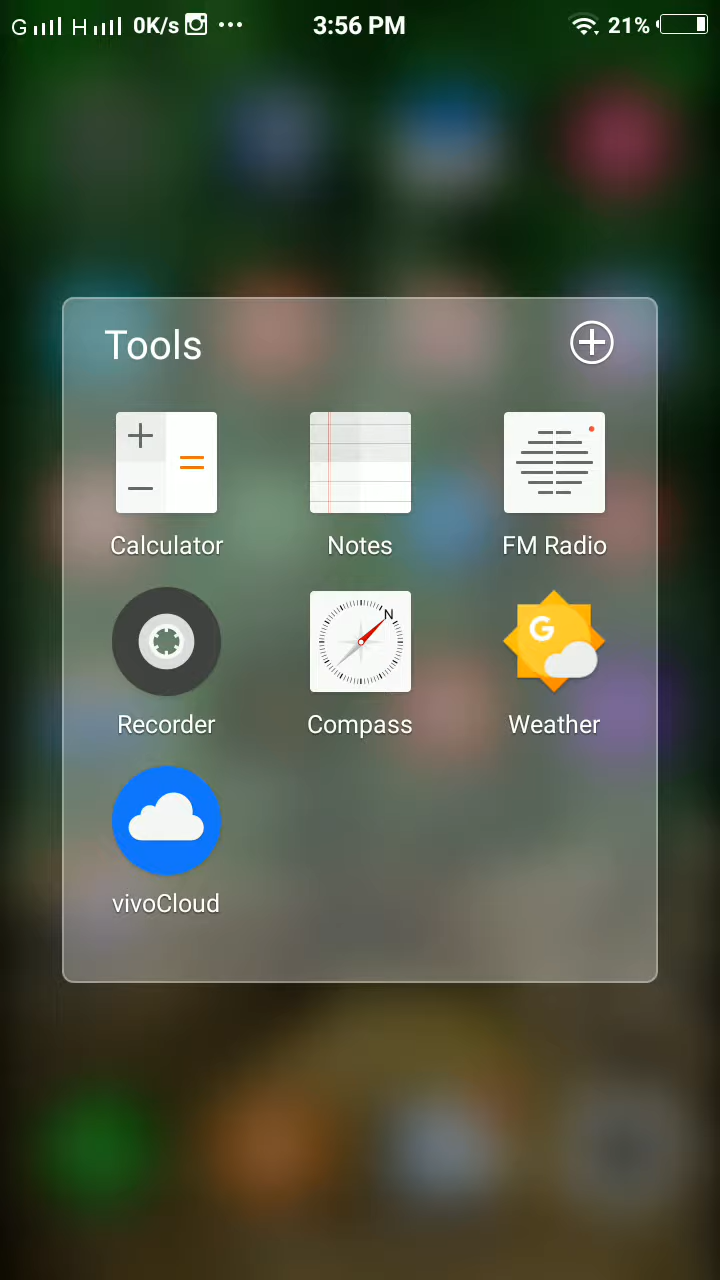 G H 0K/s ... 3:56 PM 21%
Tools
Calculator Notes FM Radio
N
G
Recorder Compass Weather
vivoCloud